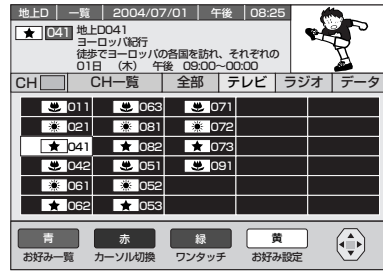 地上D 一覧 2004/07/01 午後 08:25
★ 041 地上D041
ヨーロッパ紀行
徒歩でヨーロッパの各国を訪れ、それぞれの
01日 (木) 午後 09:00~00:00
CH CH一覧 全部 テレビ ラジオ データ
011 063 071
021 081 072
★ 041 ★ 082 ★ 073
042 051 091
061 052
★ 062 ★ 053
青 赤 緑 黄
お好み一覧 カーソル切換 ワンタッチ お好み設定